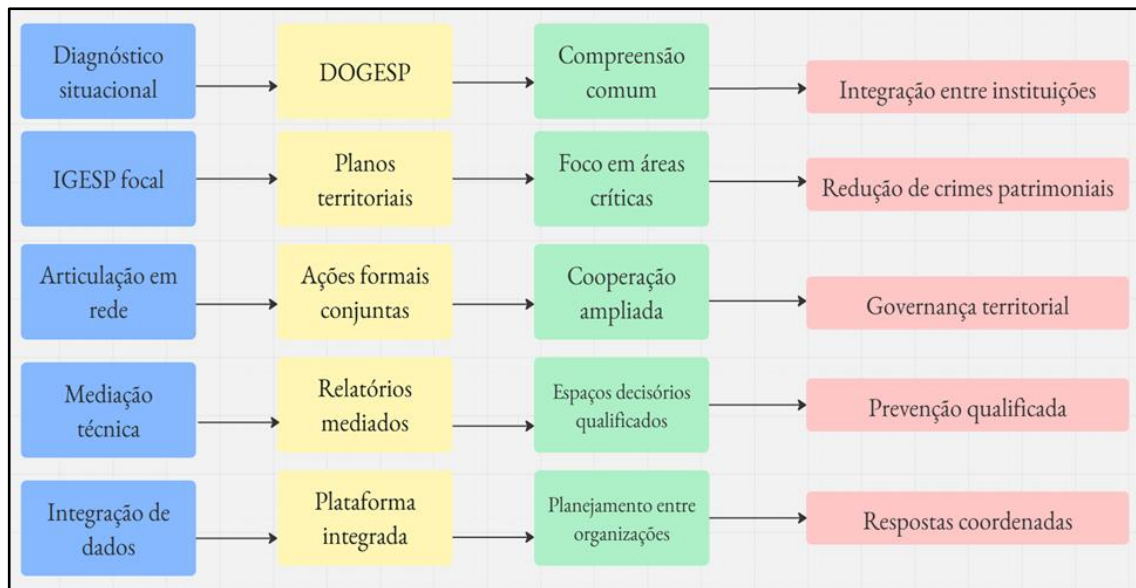 Diagnóstico
situacional
DOGESP
Compreensão
comum
Integração entre instituições
IGESP focal
Planos
territoriais
Foco em áreas
críticas
Redução de crimes patrimoniais
Articulação em
rede
Ações formais
conjuntas
Cooperação
ampliada
Governança territorial
Mediação
técnica
Relatórios
mediados
Espaços decisórios
qualificados
Prevenção qualificada
Integração de
dados
Plataforma
integrada
Planejamento entre
organizações
Respostas coordenadas